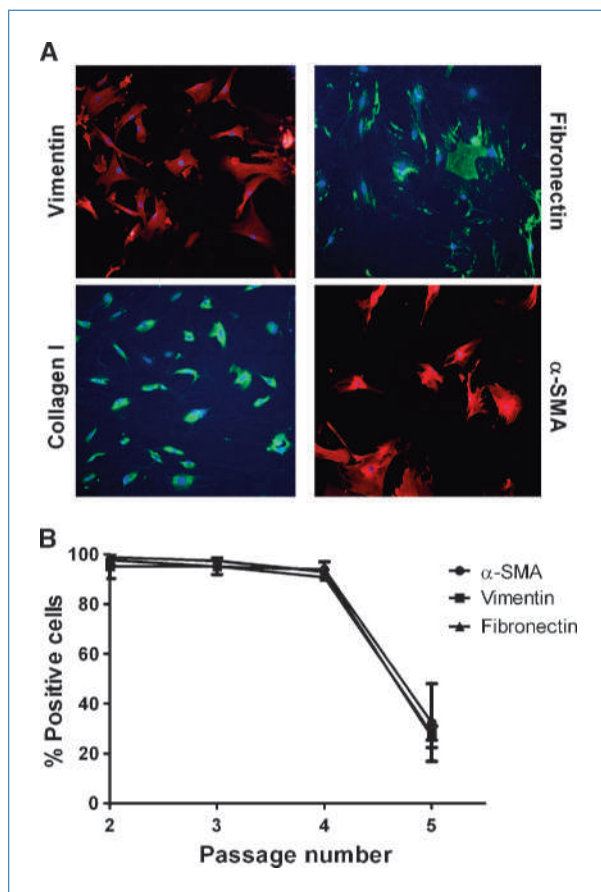 A
Vimentin
Fibronectin
Collagen I
α-SMA
B
% Positive cells
100
80
60
40
20
0
2 3 4 5
Passage number
α-SMA
Vimentin
Fibronectin